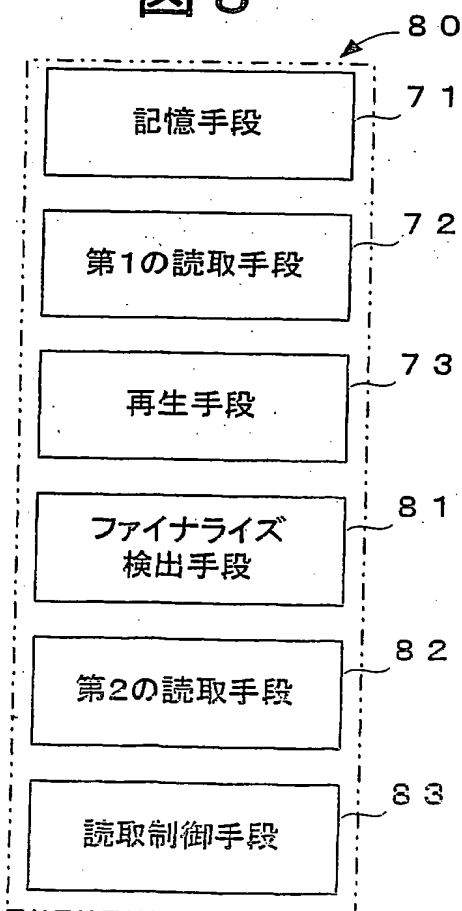 80
記憶手段
71
第1の読取手段
72
再生手段
73
ファイナライズ
検出手段
81
第2の読取手段
82
読取制御手段
83